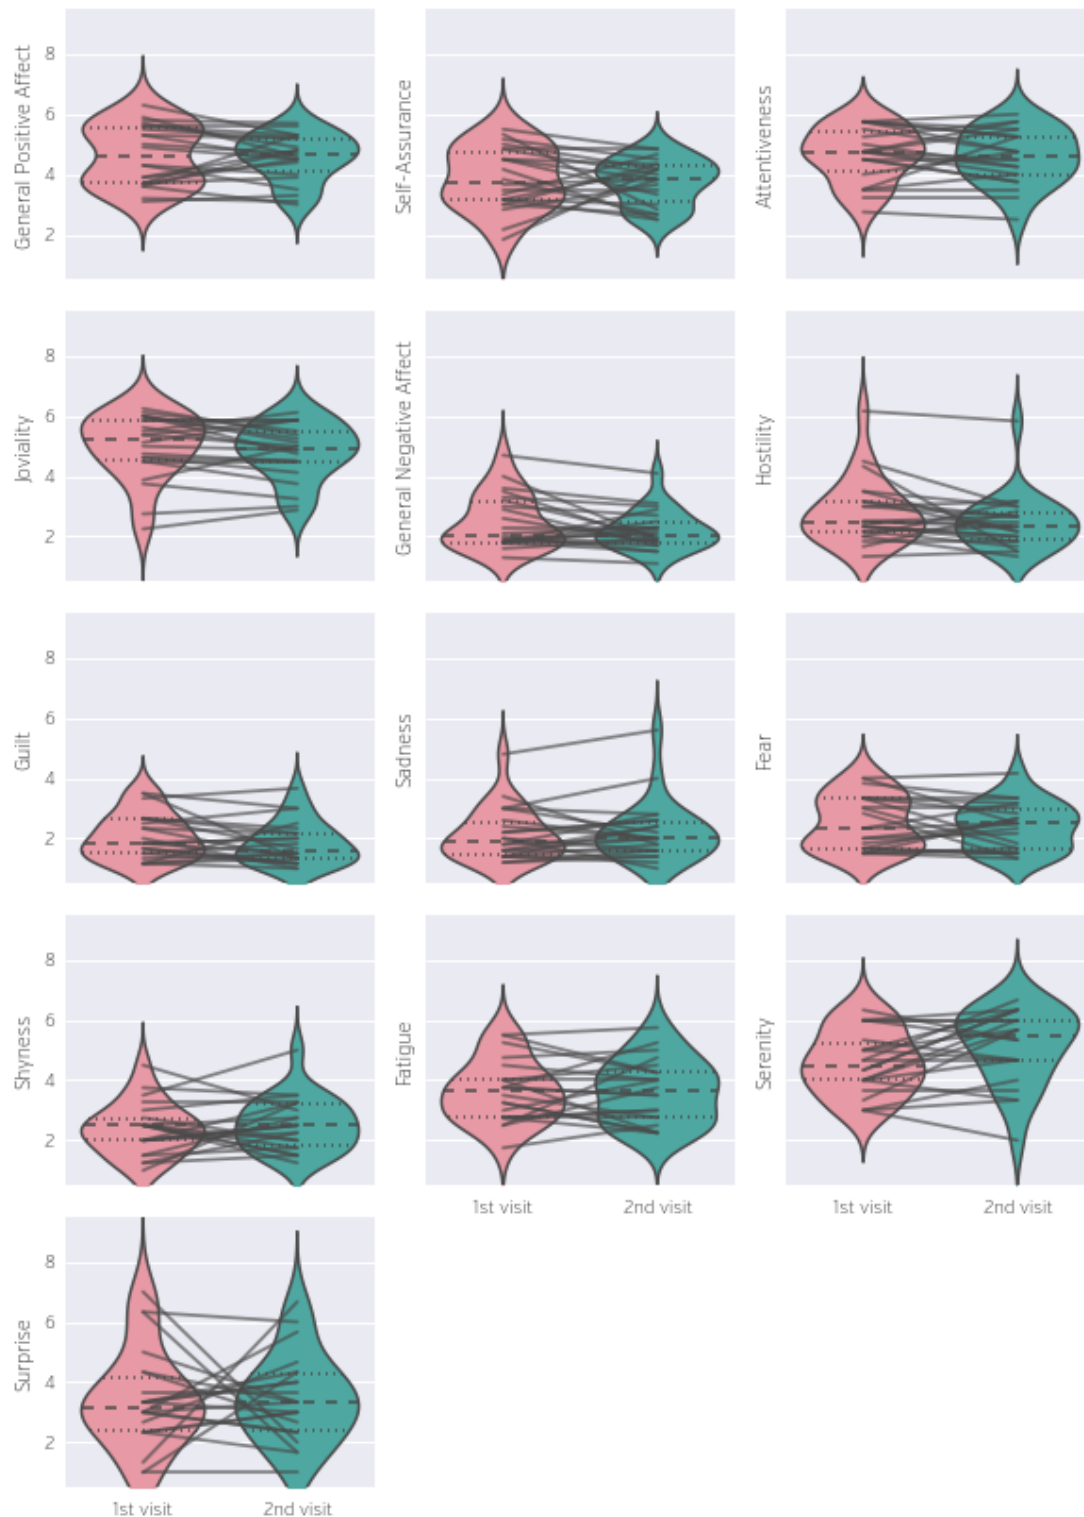 General Positive Affect
8
6
4
2
Self-Assurance
Attentiveness
Joviality
8
6
4
2
General Negative Affect
Hostility
Guilt
8
6
4
2
Sadness
Fear
Shyness
8
6
4
2
Fatigue
Serenity
1st visit 2nd visit
1st visit 2nd visit
Surprise
8
6
4
2
1st visit 2nd visit